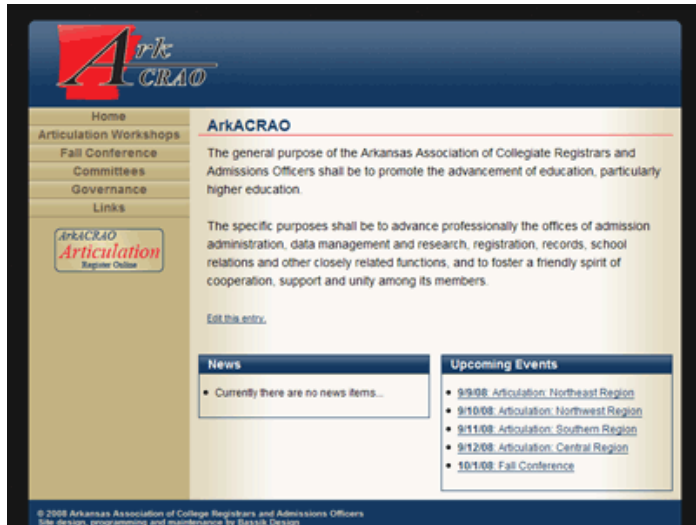 Ark
ACRAO
Home
Articulation Workshops
Fall Conference
Committees
Governance
Links
ArkACRAO
Articulation
Register Online
ArkACRAO
The general purpose of the Arkansas Association of Collegiate Registrars and
Admissions Officers shall be to promote the advancement of education, particularly
higher education.
The specific purposes shall be to advance professionally the offices of admission
administration, data management and research, registration, records, school
relations and other closely related functions, and to foster a friendly spirit of
cooperation, support and unity among its members.
Edit this entry.
News
• Currently there are no news items...
Upcoming Events
• 9/9/08: Articulation: Northeast Region
• 9/10/08: Articulation: Northwest Region
• 9/11/08: Articulation: Southern Region
• 9/12/08: Articulation: Central Region
• 10/1/08: Fall Conference
© 2008 Arkansas Association of College Registrars and Admissions Officers
Site design, programming and maintenance by Bassik Design